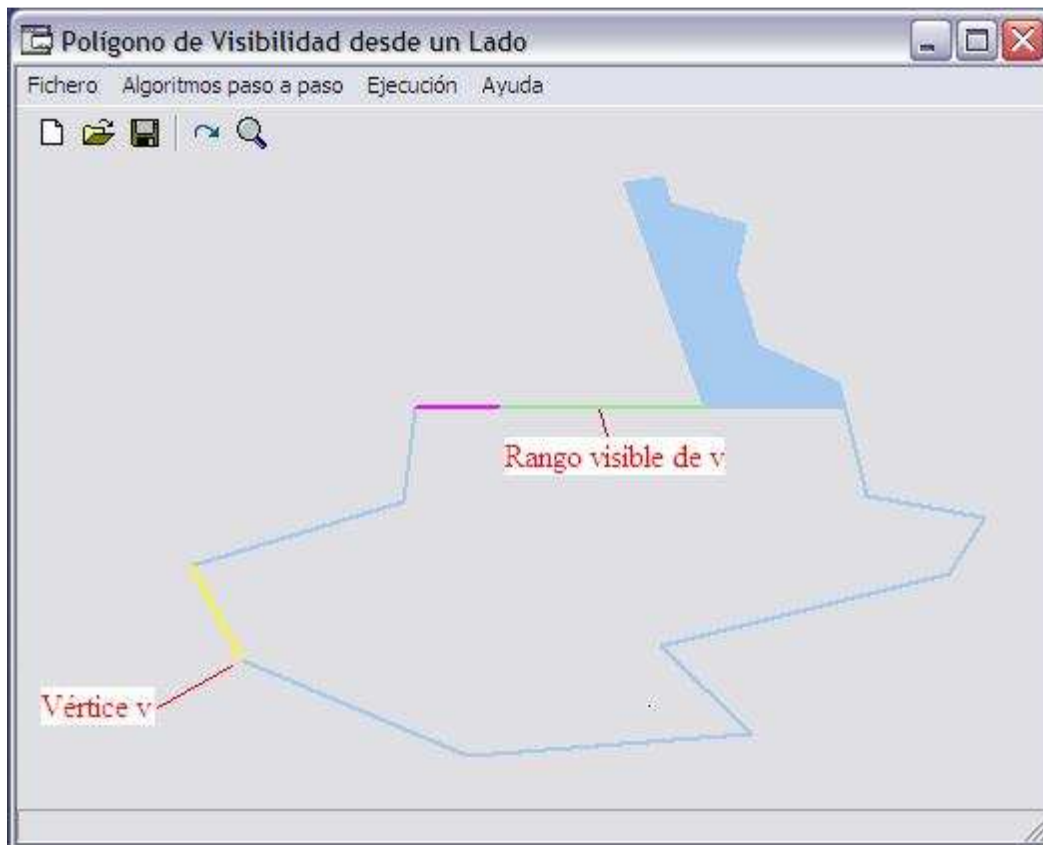 Polígono de Visibilidad desde un Lado
Fichero Algoritmos paso a paso Ejecución Ayuda
Rango visible de v
Vértice v